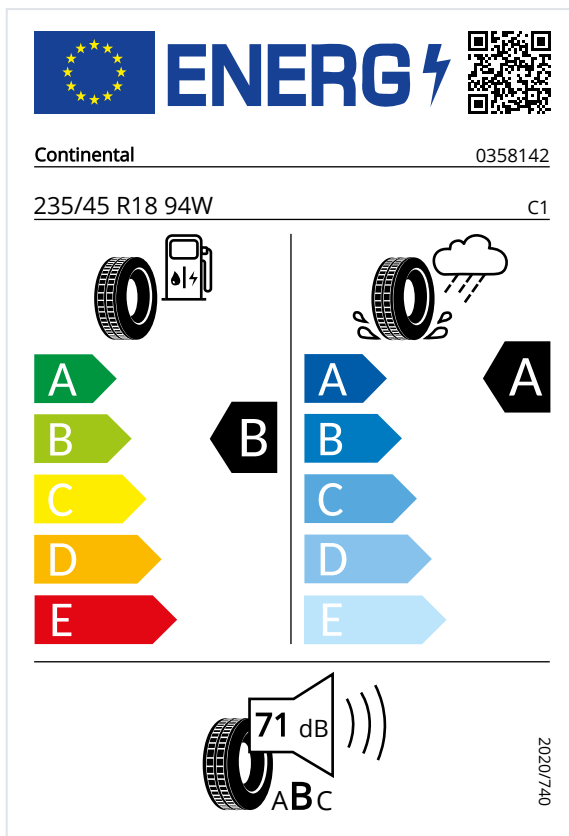 ENERG
Continental 0358142
235/45 R18 94W C1
A A A
B B B
C C
D D
E E
71 dB
ABC
2020/740